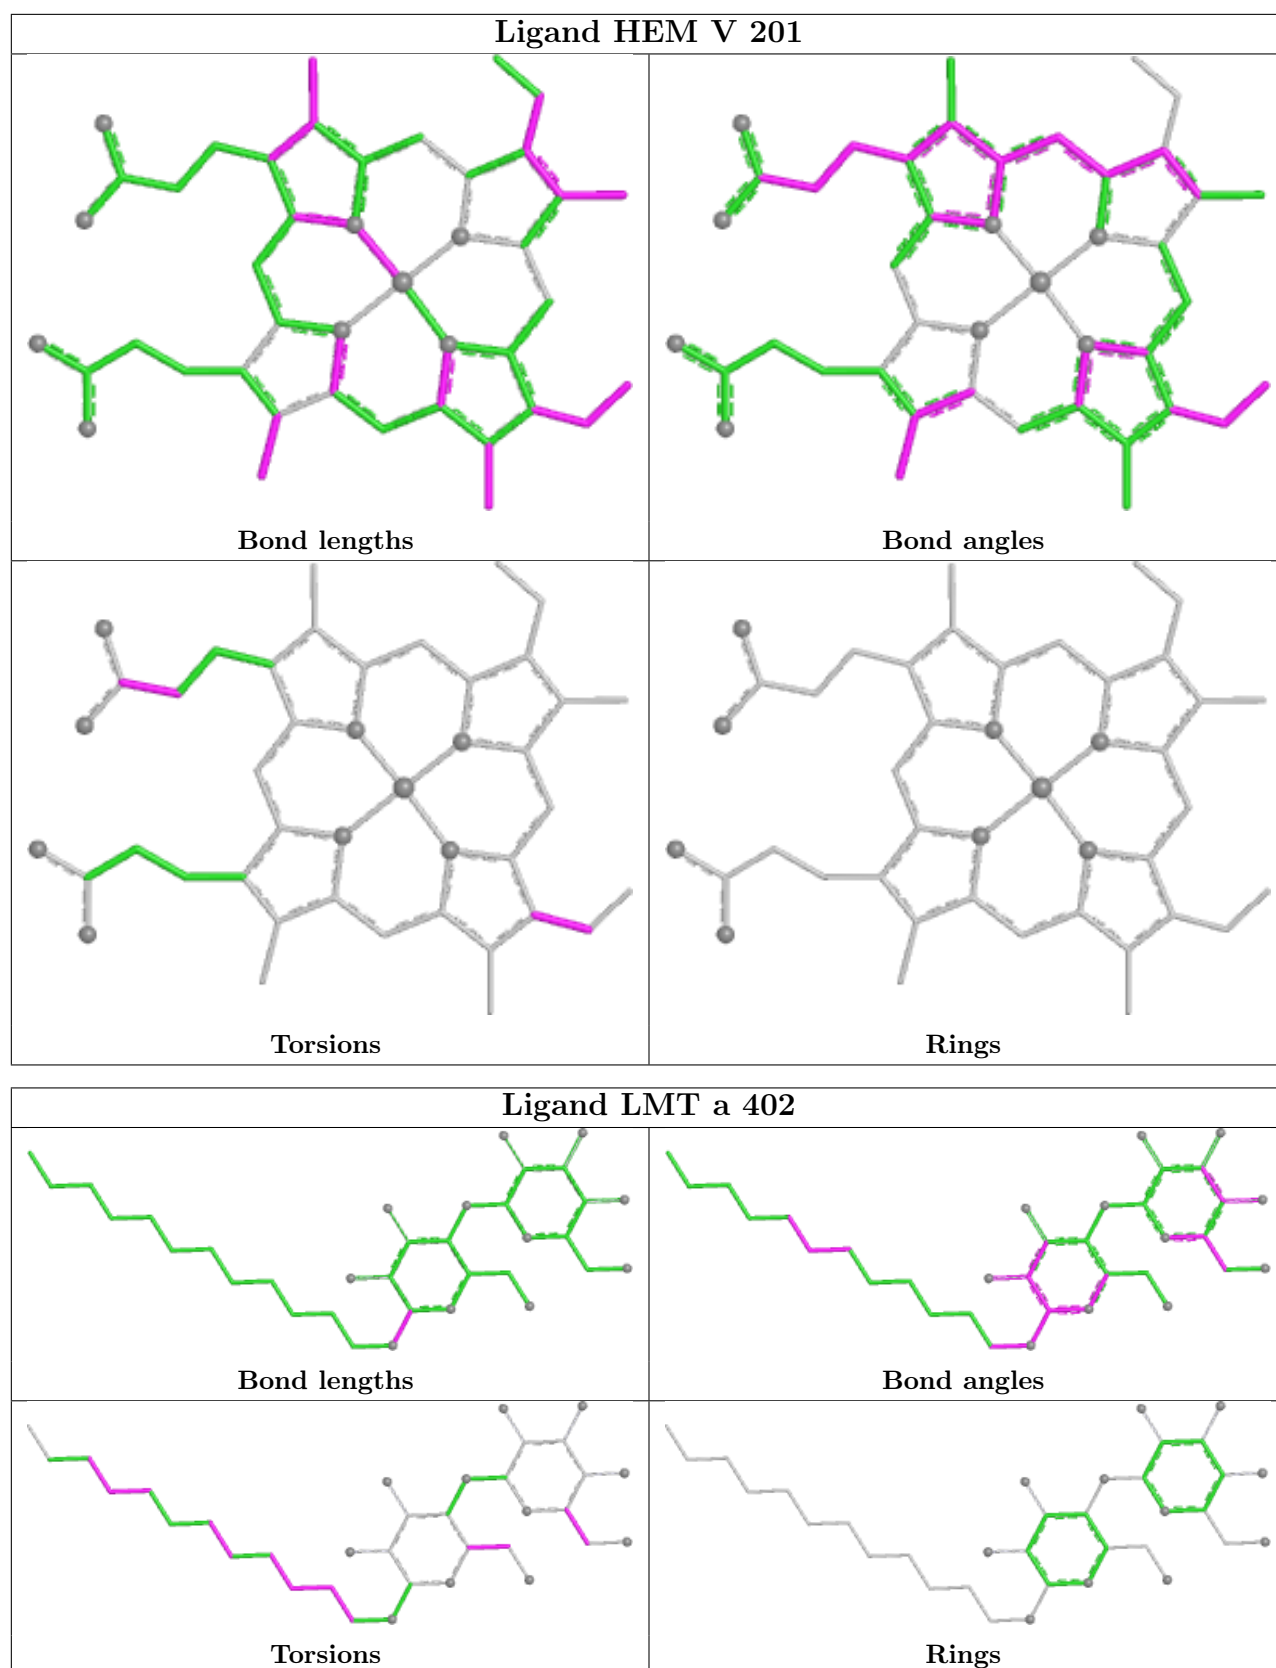 Ligand HEM V 201
Bond lengths
Bond angles
Torsions
Rings
Ligand LMT a 402
Bond lengths
Bond angles
Torsions
Rings